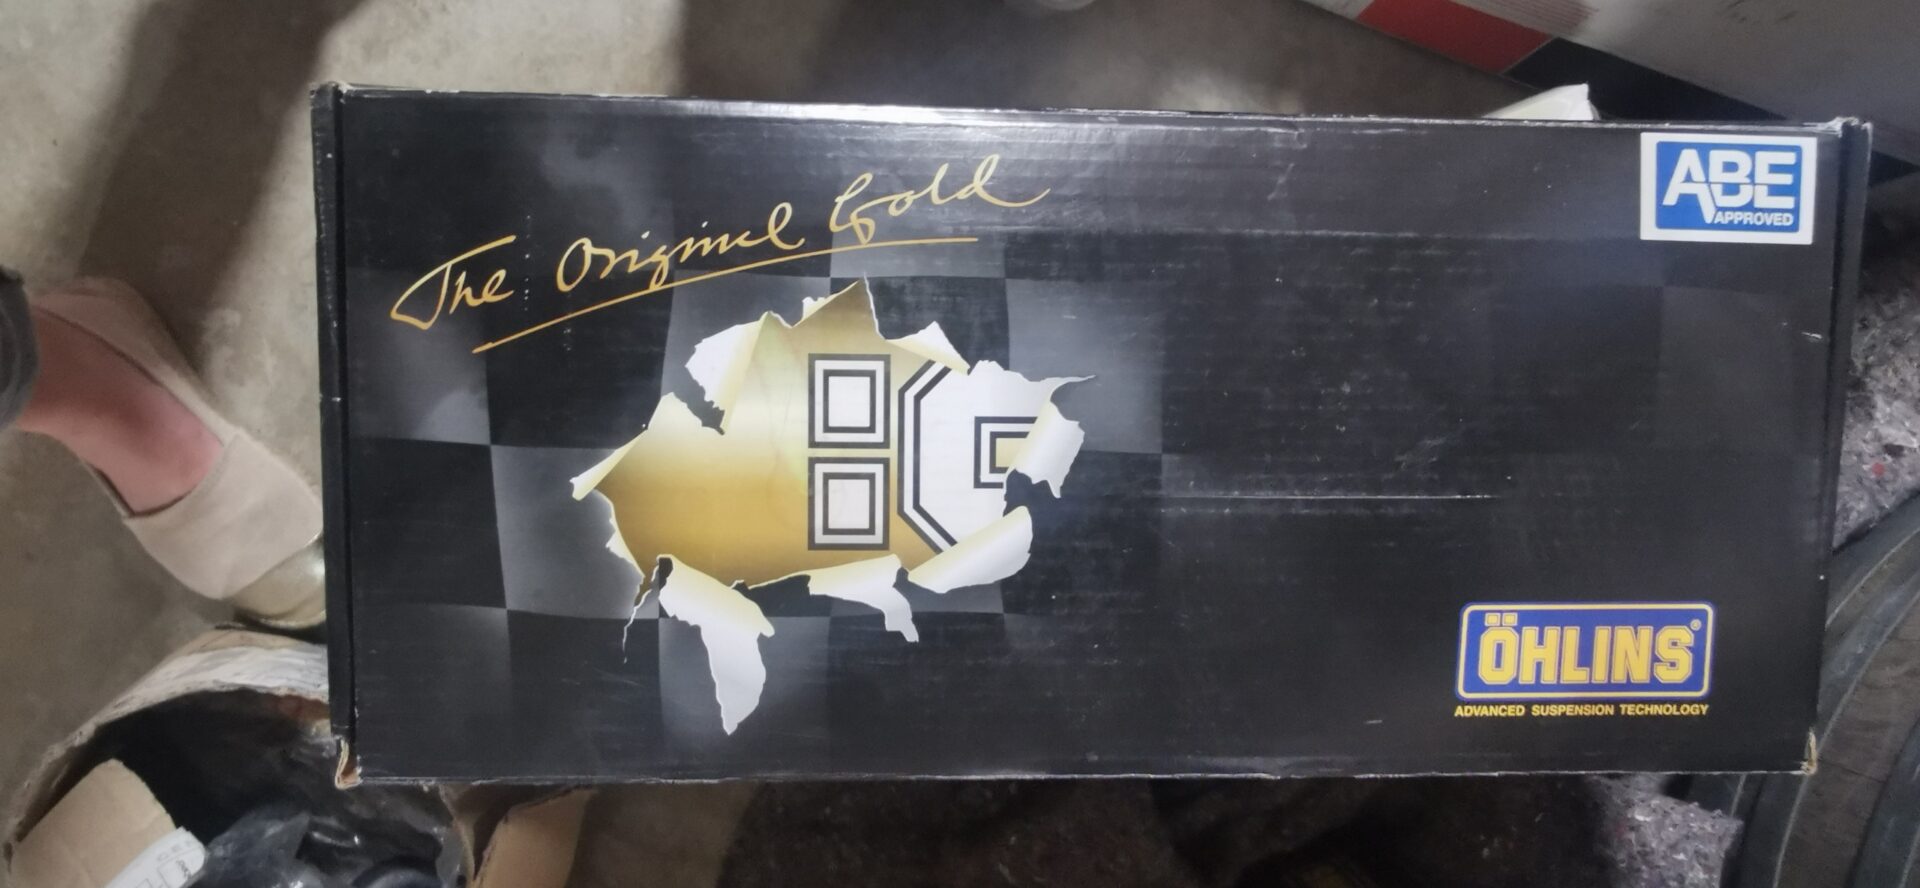 The Original Gold
ABE
APPROVED
ÖHLINS®
ADVANCED SUSPENSION TECHNOLOGY